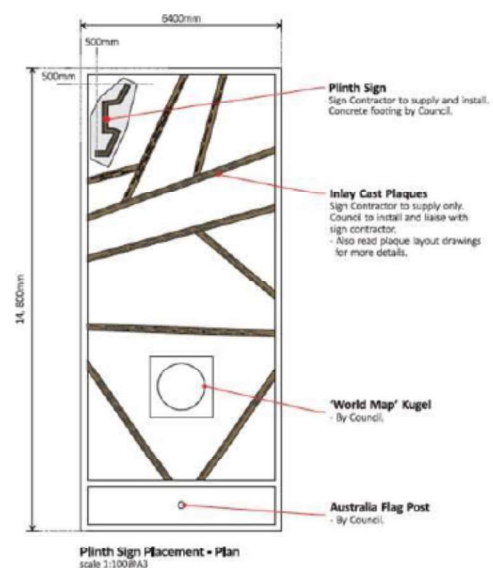 6400mm
500mm
500mm
14, 800mm
Plinth Sign
Sign Contractor to supply and install.
Concrete footing by Council.
Inlay Cast Plaques
Sign Contractor to supply only.
Council to install and liaise with
sign contractor.
- Also read plaque layout drawings
for more details.
'World Map' Kugel
- By Council.
Australia Flag Post
- By Council.
Plinth Sign Placement - Plan
scale 1:100@A3